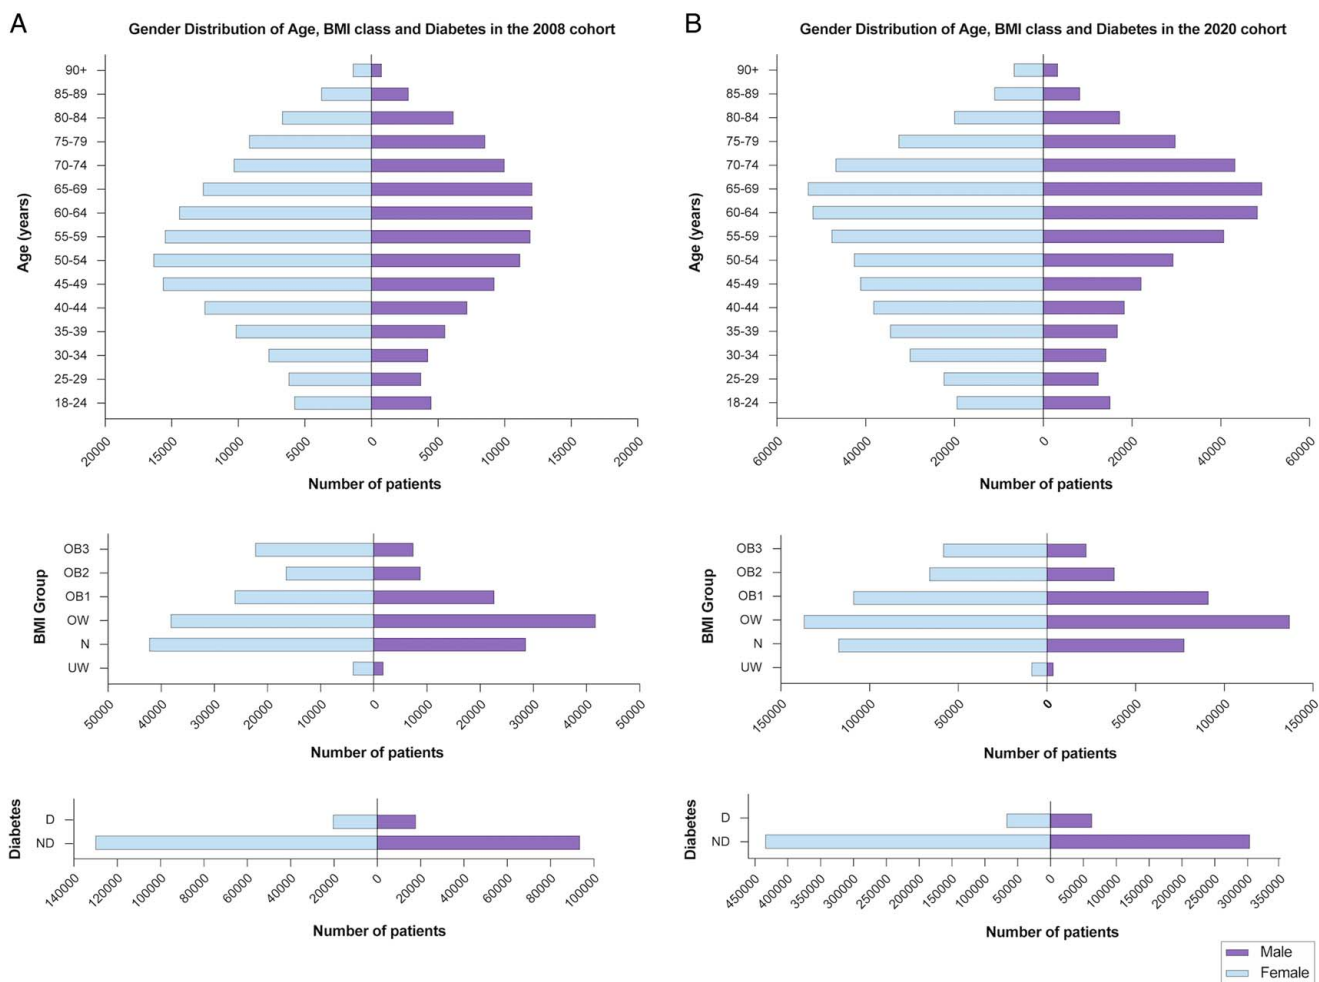 A
Gender Distribution of Age, BMI class and Diabetes in the 2008 cohort
Age (years)
90+
85-89
80-84
75-79
70-74
65-69
60-64
55-59
50-54
45-49
40-44
35-39
30-34
25-29
18-24
20000 15000 10000 5000 0 5000 10000 15000 20000
Number of patients
BMI Group
OB3
OB2
OB1
OW
N
UW
50000 40000 30000 20000 10000 0 10000 20000 30000 40000 50000
Number of patients
Diabetes
D
ND
140000 120000 100000 80000 60000 40000 20000 0 20000 40000 60000 80000 100000
Number of patients
B
Gender Distribution of Age, BMI class and Diabetes in the 2020 cohort
Age (years)
90+
85-89
80-84
75-79
70-74
65-69
60-64
55-59
50-54
45-49
40-44
35-39
30-34
25-29
18-24
60000 40000 20000 0 20000 40000 60000
Number of patients
BMI Group
OB3
OB2
OB1
OW
N
UW
150000 100000 50000 0 50000 100000 150000
Number of patients
Diabetes
D
ND
450000 400000 350000 300000 250000 200000 150000 100000 50000 0 50000 100000 150000 200000 250000 300000 350000
Number of patients
Male
Female